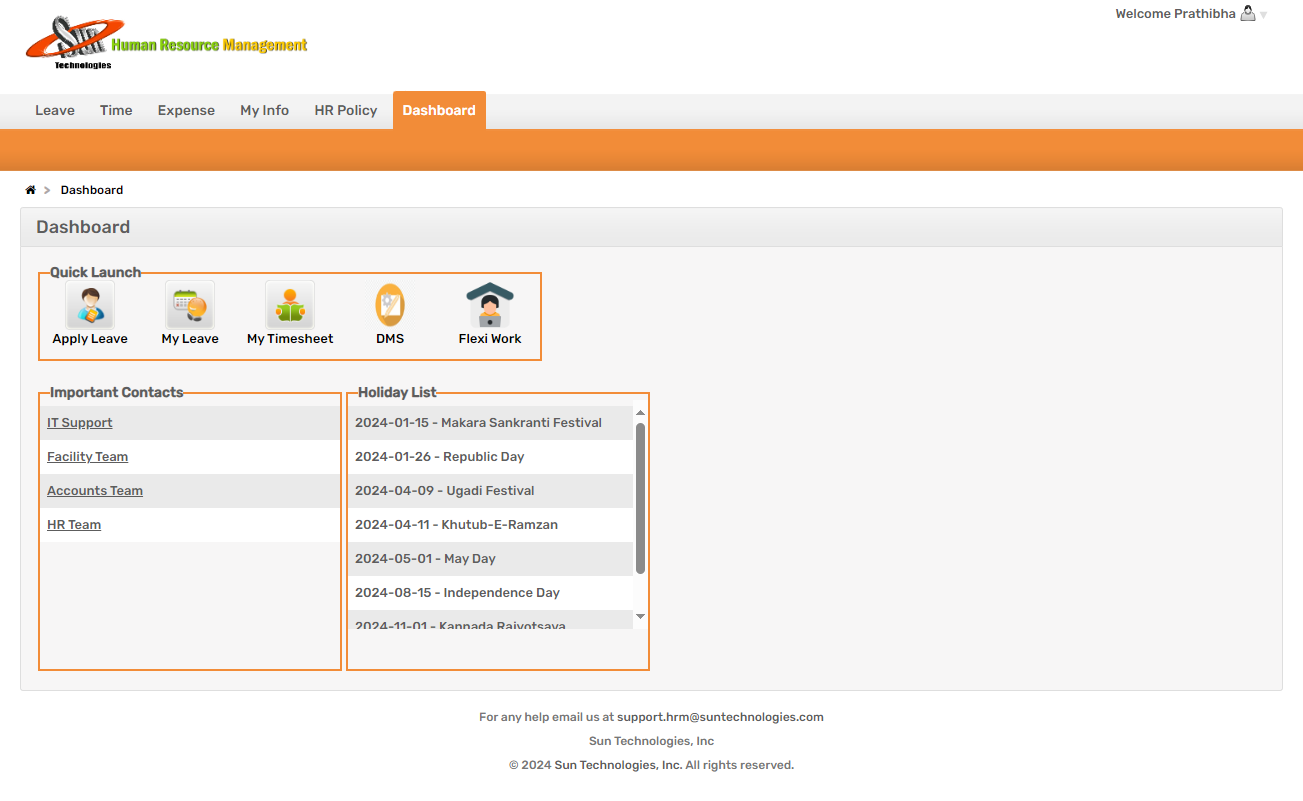 Welcome Prathibha
Sun
Technologies
Human Resource Management
Leave Time Expense My Info HR Policy Dashboard
> Dashboard
Dashboard
Quick Launch
Apply Leave My Leave My Timesheet DMS Flexi Work
Important Contacts
IT Support
Facility Team
Accounts Team
HR Team
Holiday List
2024-01-15 - Makara Sankranti Festival
2024-01-26 - Republic Day
2024-04-09 - Ugadi Festival
2024-04-11 - Khutub-E-Ramzan
2024-05-01 - May Day
2024-08-15 - Independence Day
2024-11-01 - Kannada Rajyotsava
For any help email us at support.hrm@suntechnologies.com
Sun Technologies, Inc
© 2024 Sun Technologies, Inc. All rights reserved.